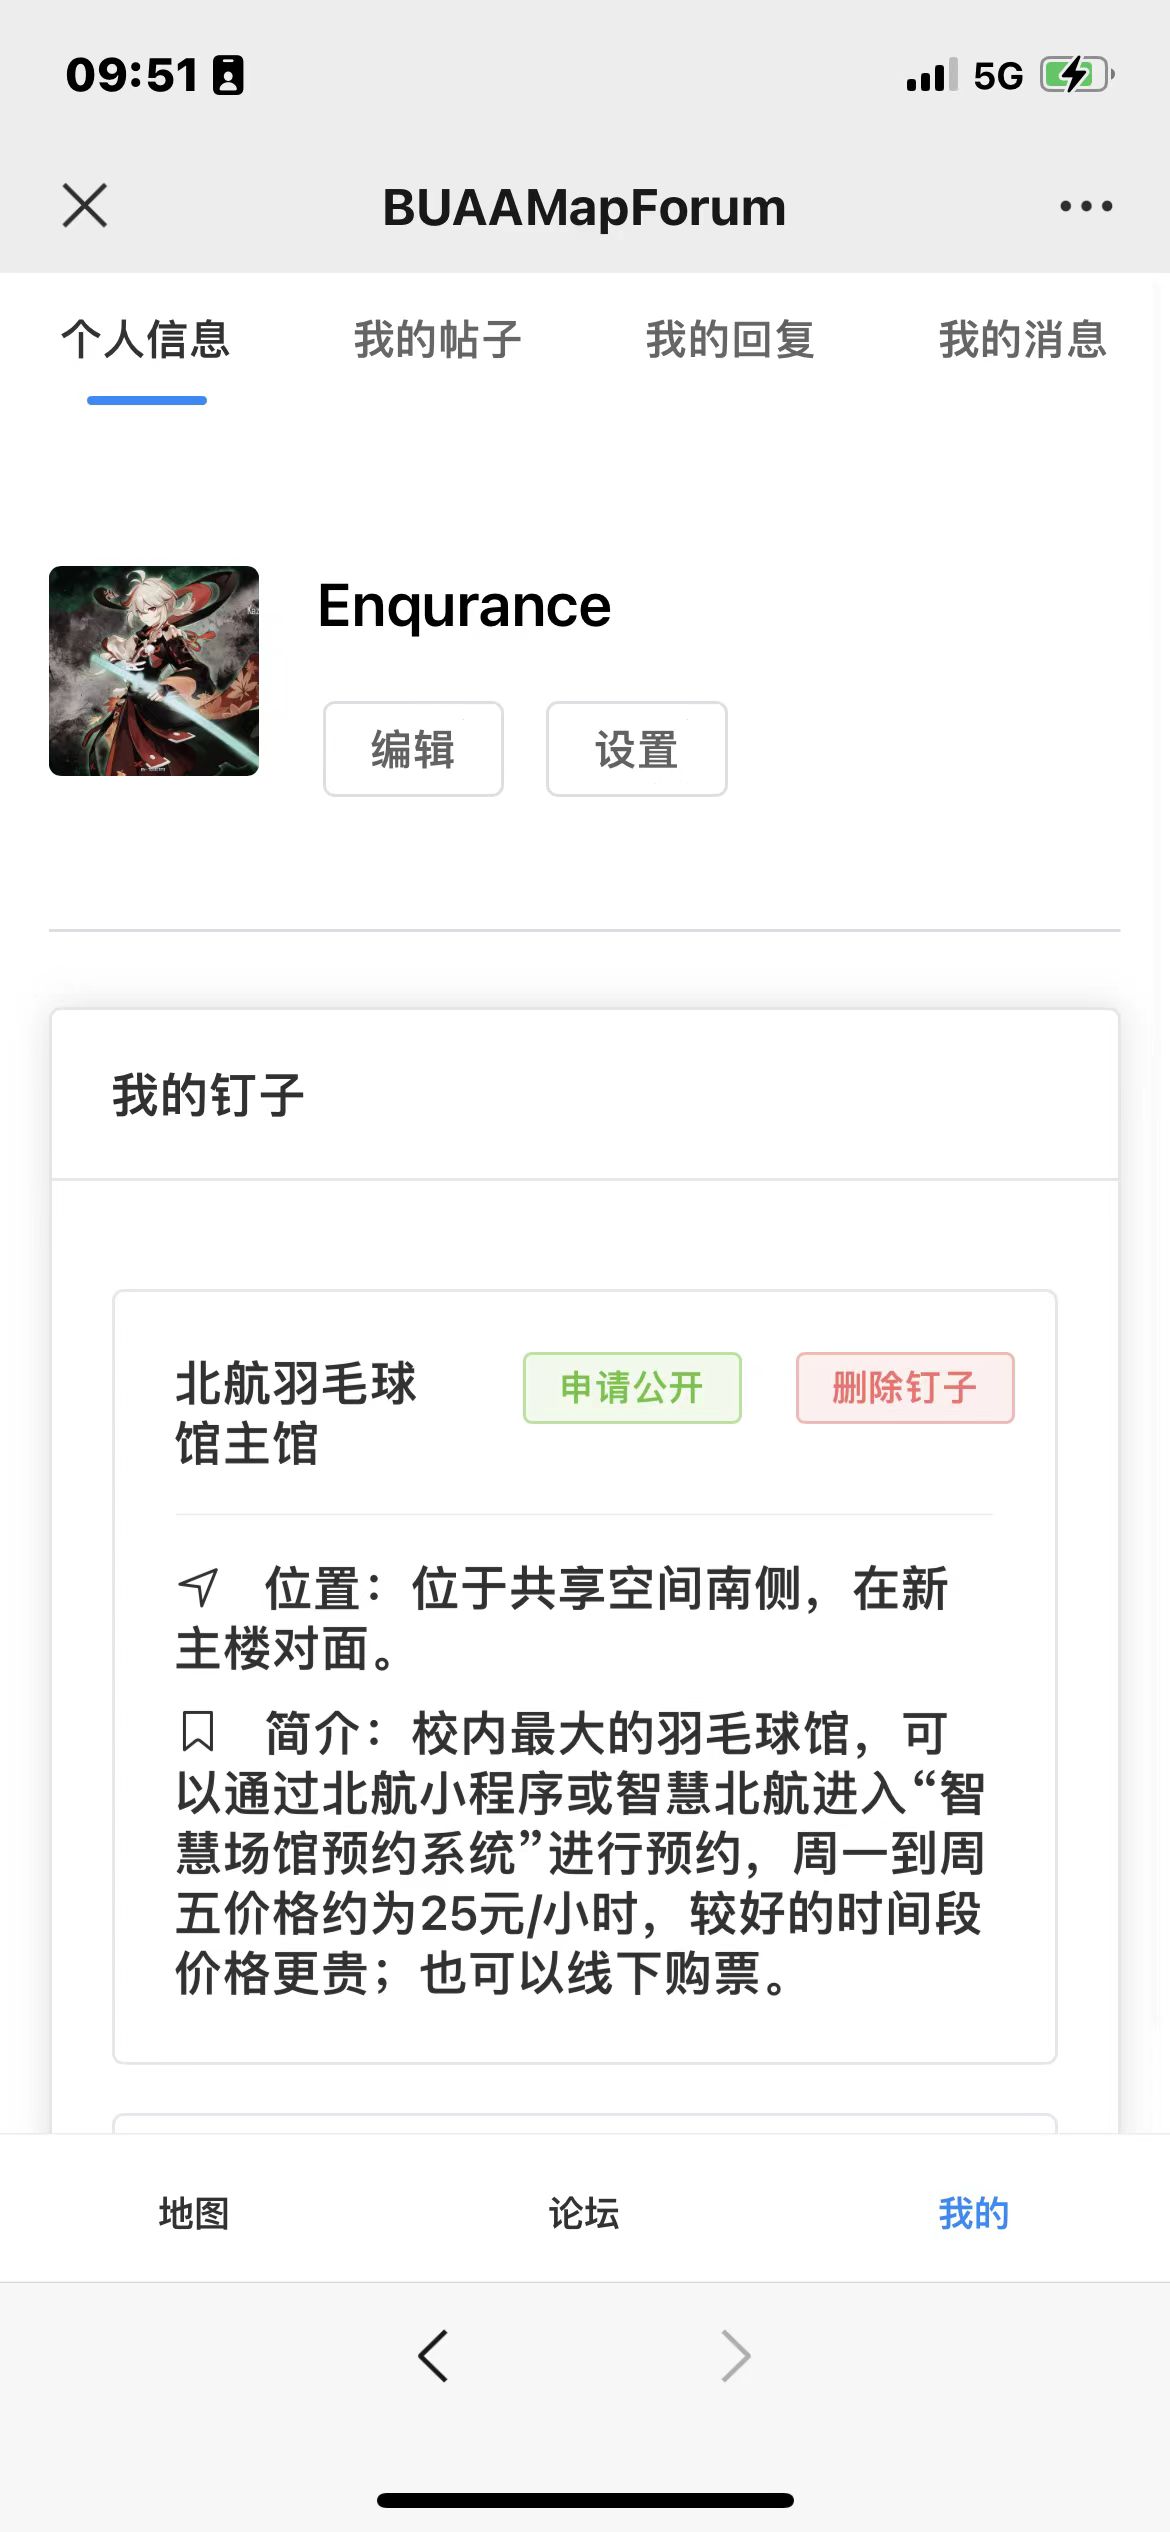 09:51
5G
BUAAMapForum
个人信息 我的帖子 我的回复 我的消息
Enqurance
编辑 设置
我的钉子
北航羽毛球
馆主馆
申请公开 删除钉子
位置：位于共享空间南侧，在新
主楼对面。
简介：校内最大的羽毛球馆，可
以通过北航小程序或智慧北航进入“智
慧场馆预约系统”进行预约，周一到周
五价格约为25元/小时，较好的时间段
价格更贵；也可以线下购票。
地图 论坛 我的